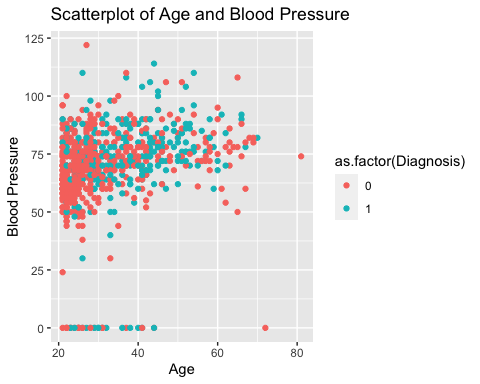 Scatterplot of Age and Blood Pressure
125
100
75
50
25
0
Blood Pressure
20 40 60 80
Age
as.factor(Diagnosis)
0
1